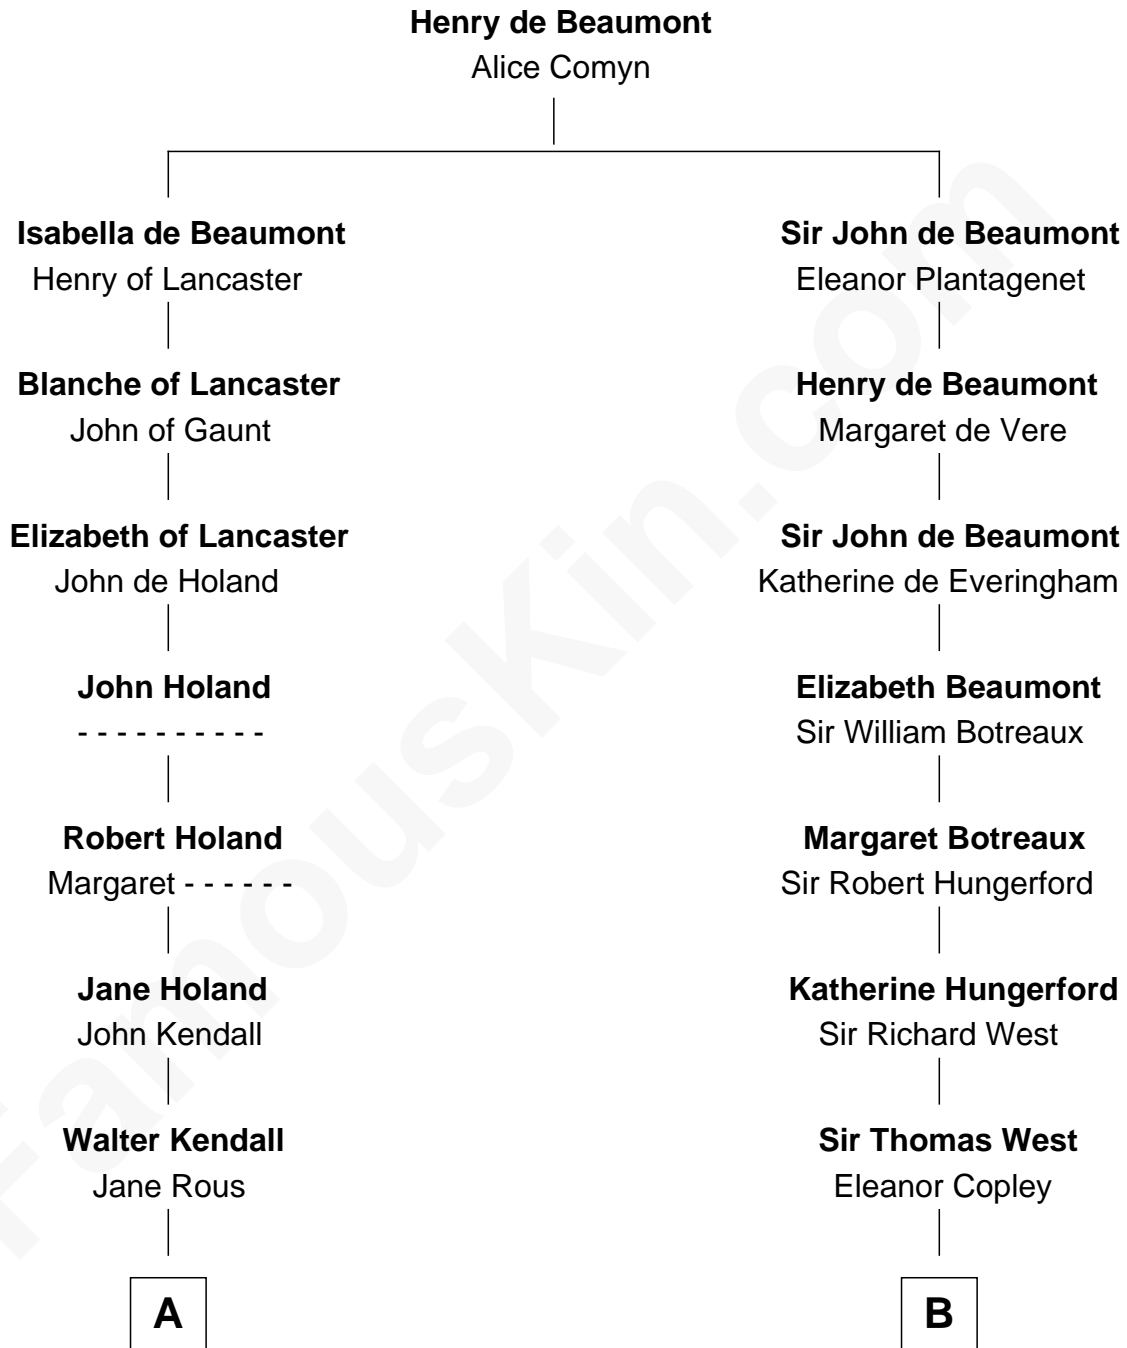 Henry de Beaumont
Alice Comyn
Isabella de Beaumont
Henry of Lancaster
Blanche of Lancaster
John of Gaunt
Elizabeth of Lancaster
John de Holand
John Holand
- - - - - - - - - -
Robert Holand
Margaret - - - - - -
Jane Holand
John Kendall
Walter Kendall
Jane Rous
A
Sir John de Beaumont
Eleanor Plantagenet
Henry de Beaumont
Margaret de Vere
Sir John de Beaumont
Katherine de Everingham
Elizabeth Beaumont
Sir William Botreaux
Margaret Botreaux
Sir Robert Hungerford
Katherine Hungerford
Sir Richard West
Sir Thomas West
Eleanor Copley
B
FamousKin.com